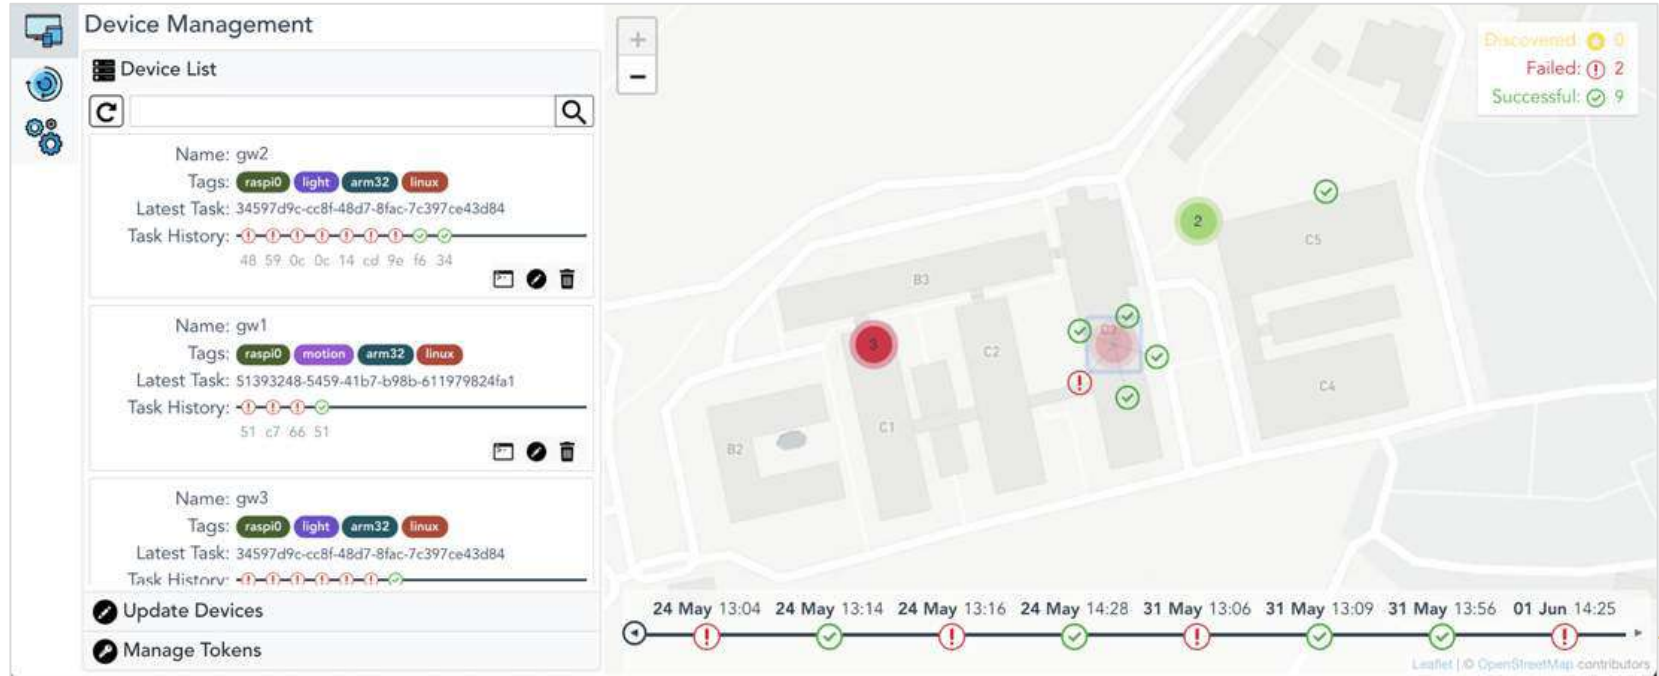 Device Management
Device List
Name: gw2
Tags: raspi0 light arm32 linux
Latest Task: 34597d9c-cc8f-48d7-8fac-7c397ce43d84
Task History:
48 59 0c 0c 14 cd 9e f6 34
Name: gw1
Tags: raspi0 motion arm32 linux
Latest Task: 51393248-5459-41b7-b98b-611979824fa1
Task History:
51 c7 66 51
Name: gw3
Tags: raspi0 light arm32 linux
Latest Task: 34597d9c-cc8f-48d7-8fac-7c397ce43d84
Task History:
Update Devices
Manage Tokens
+
−
Discovered: 0
Failed: 2
Successful: 9
2
C5
B3
3
C2
C4
C1
B2
24 May 13:04 24 May 13:14 24 May 13:16 24 May 14:28 31 May 13:06 31 May 13:09 31 May 13:56 01 Jun 14:25
Leaflet | © OpenStreetMap contributors